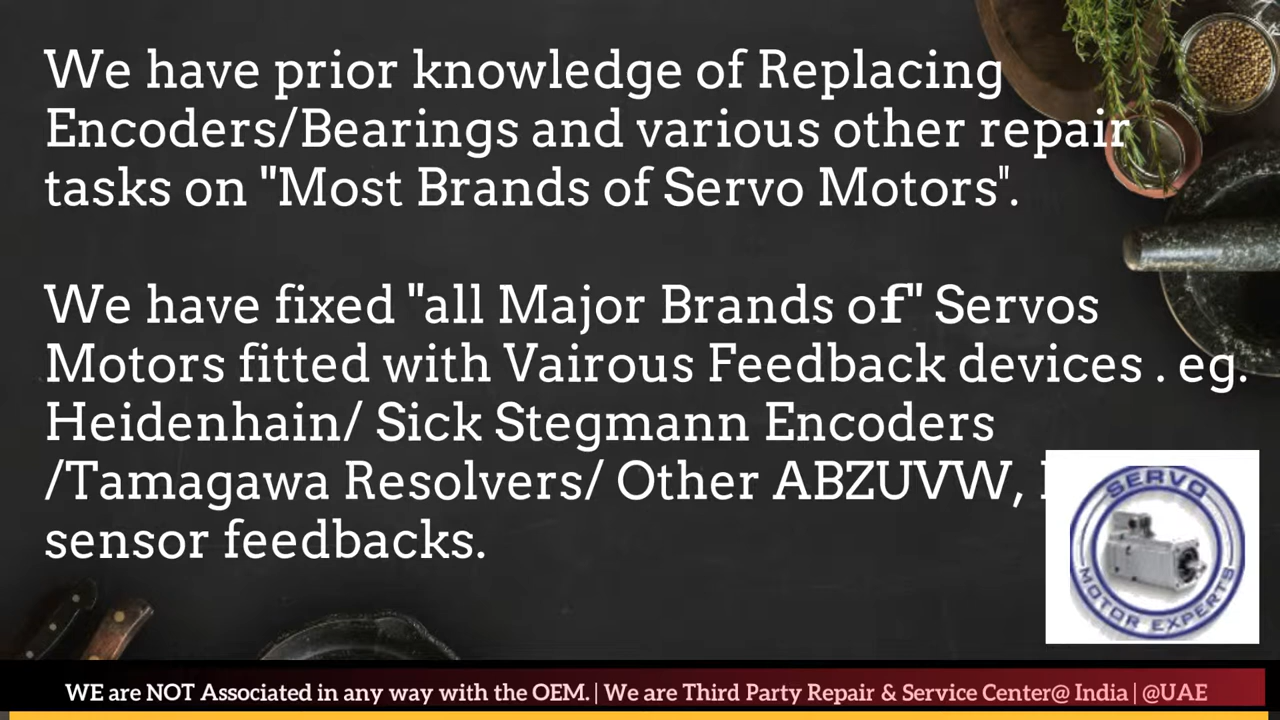 We have prior knowledge of Replacing
Encoders/Bearings and various other repair
tasks on "Most Brands of Servo Motors".
We have fixed "all Major Brands of" Servos
Motors fitted with Vairous Feedback devices . eg.
Heidenhain/ Sick Stegmann Encoders
/Tamagawa Resolvers/ Other ABZUVW,
sensor feedbacks.
SERVO
MOTOR EXPERTS
WE are NOT Associated in any way with the OEM. | We are Third Party Repair & Service Center@ India | @UAE